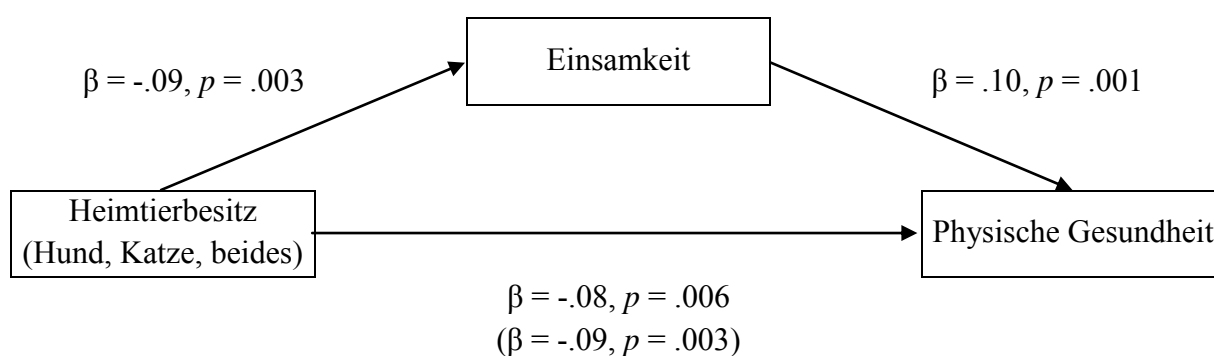 Einsamkeit
β = -.09, p = .003
β = .10, p = .001
Heimtierbesitz
(Hund, Katze, beides)
Physische Gesundheit
β = -.08, p = .006
(β = -.09, p = .003)